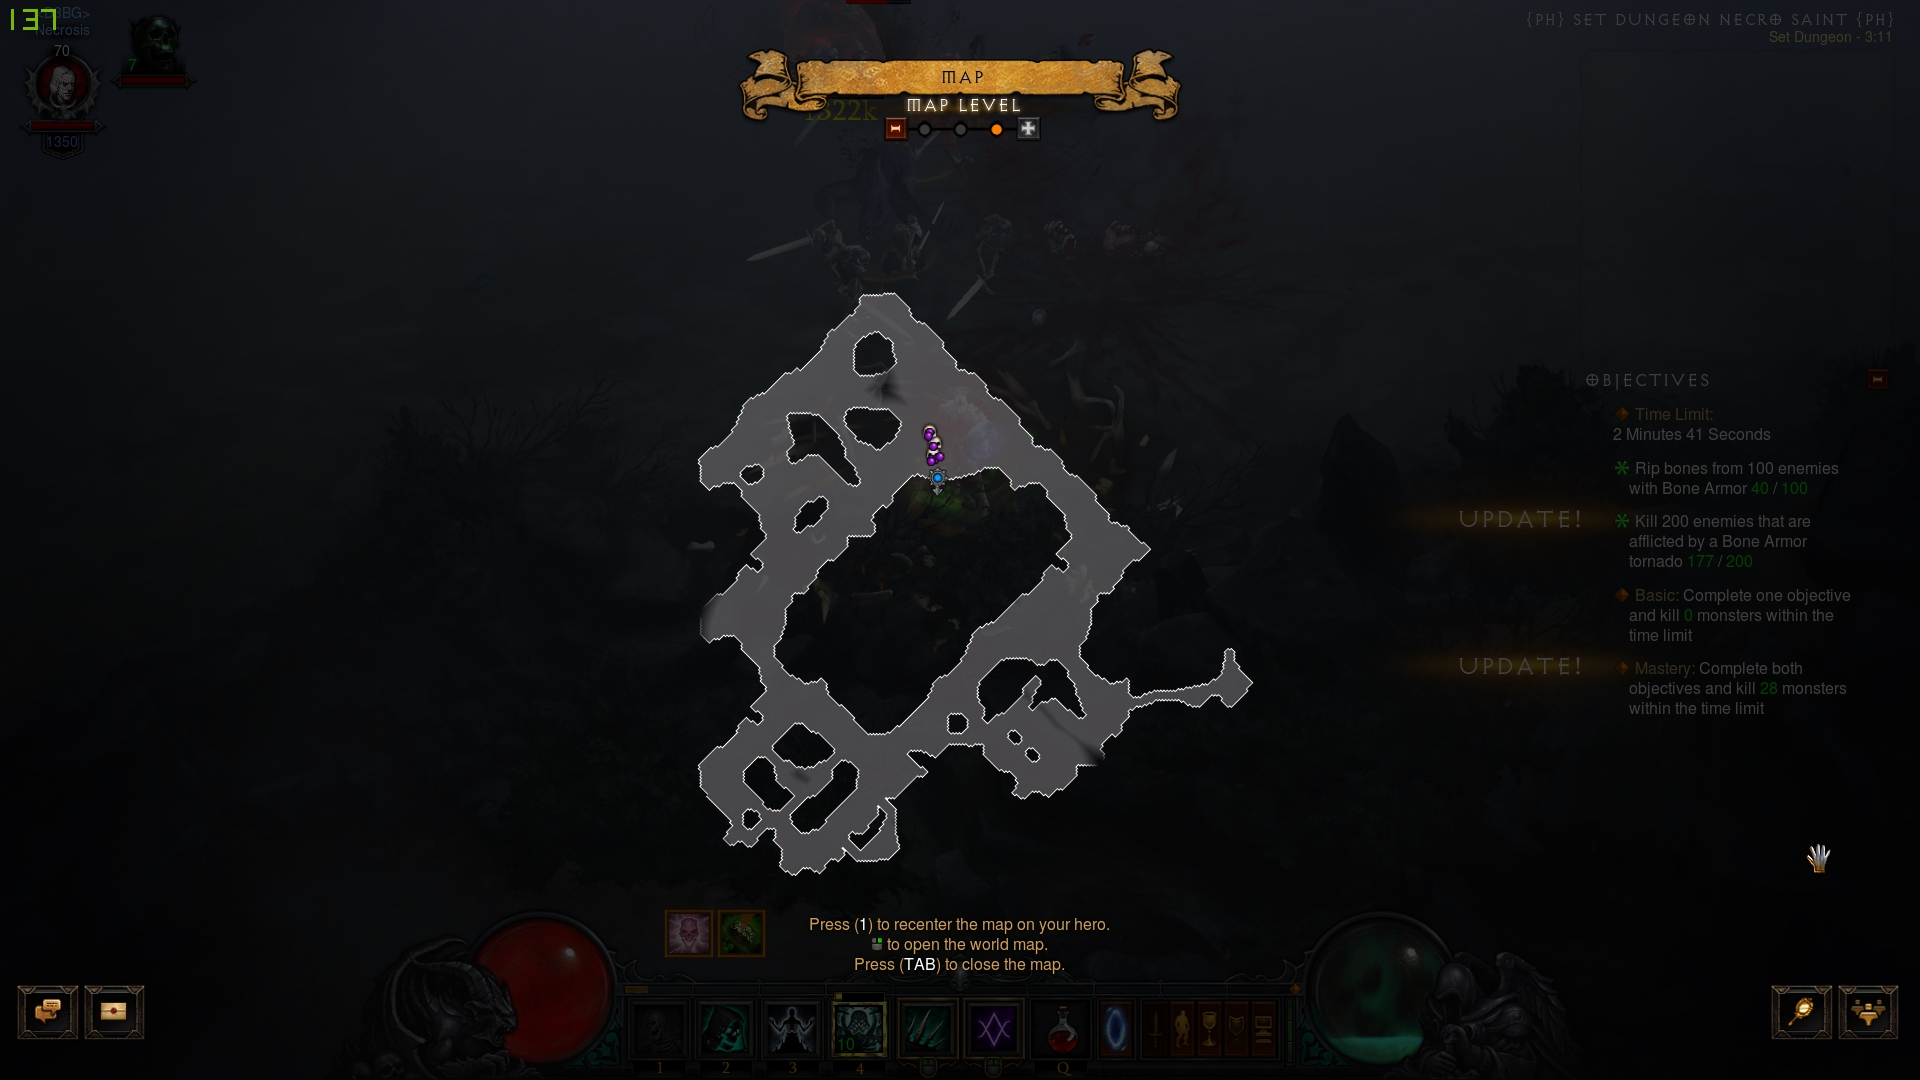 137
<D3BG>
Necrosis
70
7
1350
{PH} SET DUNGEON NECRO SAINT {PH}
Set Dungeon - 3:11
MAP
1322k
MAP LEVEL
OBJECTIVES
Time Limit:
2 Minutes 41 Seconds
Rip bones from 100 enemies
with Bone Armor 40 / 100
UPDATE!
Kill 200 enemies that are
afflicted by a Bone Armor
tornado 177 / 200
Basic: Complete one objective
and kill 0 monsters within the
time limit
UPDATE!
Mastery: Complete both
objectives and kill 28 monsters
within the time limit
Press (1) to recenter the map on your hero.
to open the world map.
Press (TAB) to close the map.
10
1 2 3 4 Q